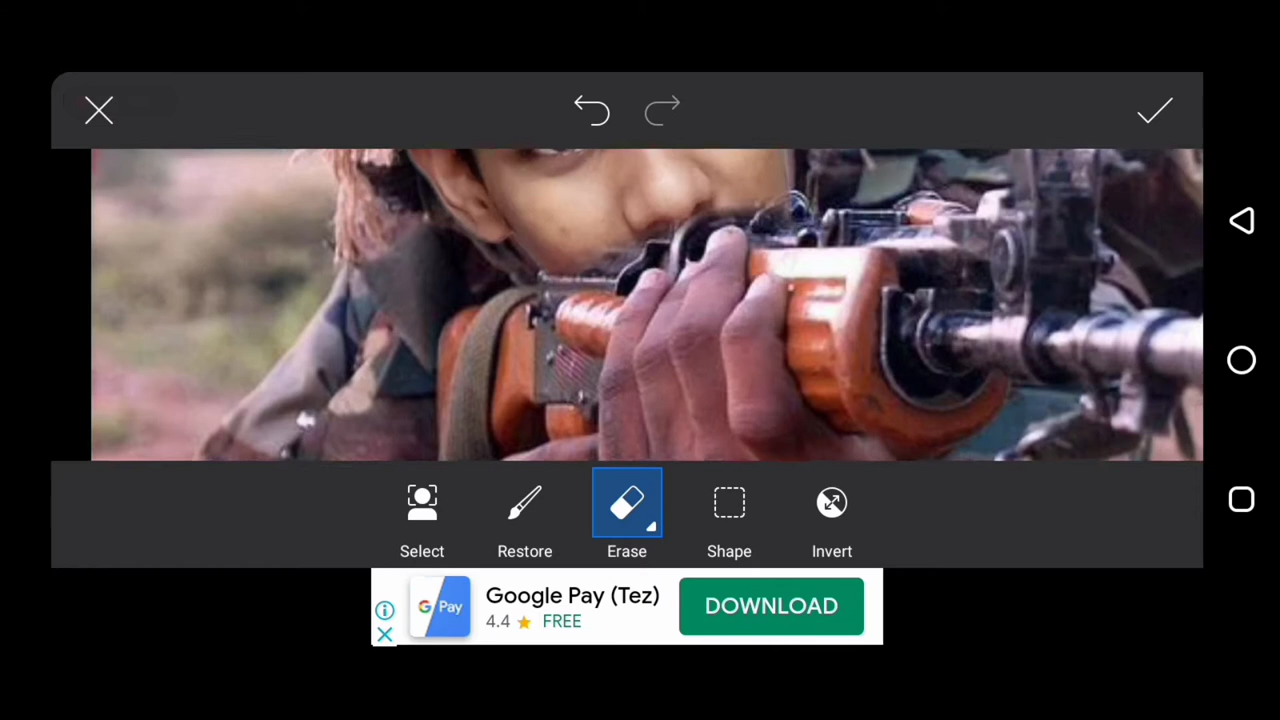 Select
Restore
Erase
Shape
Invert
G Pay
Google Pay (Tez)
4.4 ★ FREE
DOWNLOAD